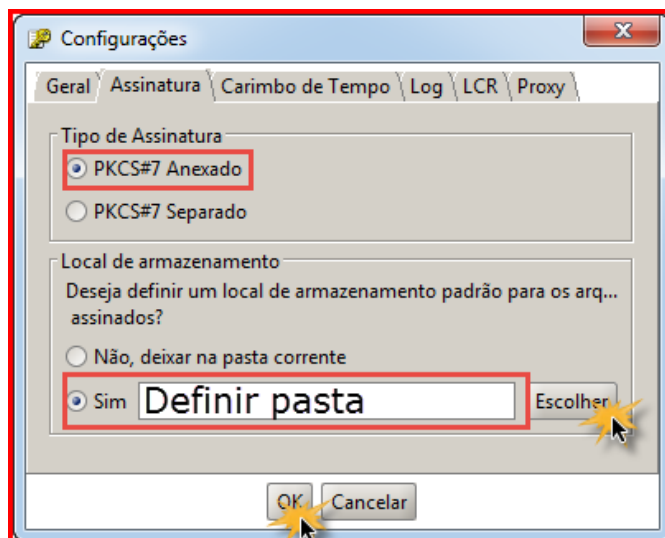 Configurações
Geral Assinatura Carimbo de Tempo Log LCR Proxy
Tipo de Assinatura
PKCS#7 Anexado
PKCS#7 Separado
Local de armazenamento
Deseja definir um local de armazenamento padrão para os arq...
assinados?
Não, deixar na pasta corrente
Sim Definir pasta Escolher
OK Cancelar